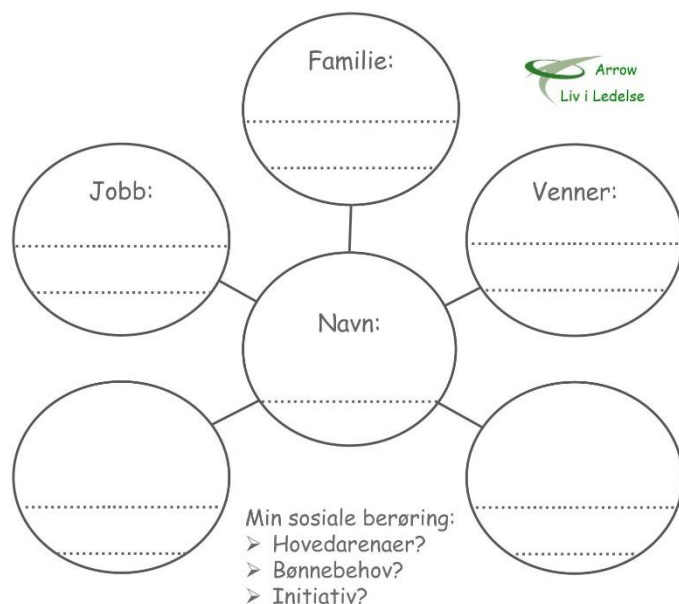 Familie:
Arrow
Liv i Ledelse
Jobb:
Venner:
Navn:
Min sosiale berøring:
➢ Hovedarenaer?
➢ Bønnebehov?
➢ Initiativ?